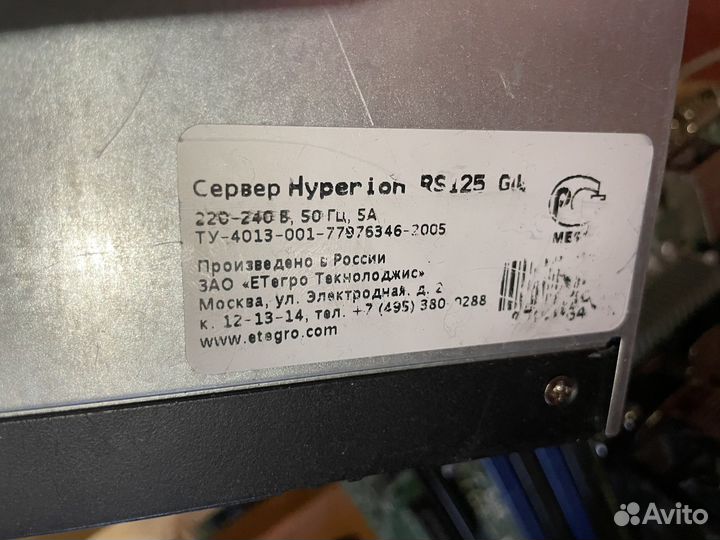 Сервер Hyperion RS125 G4
220-240 В, 50 Гц, 5А
ТУ-4013-001-77976346-2005
Произведено в России
ЗАО «ЕТегро Текнолоджис»
Москва, ул. Электродная, д. 2
к. 12-13-14, тел. +7 (495) 380-0288
www.etegro.com
Avito